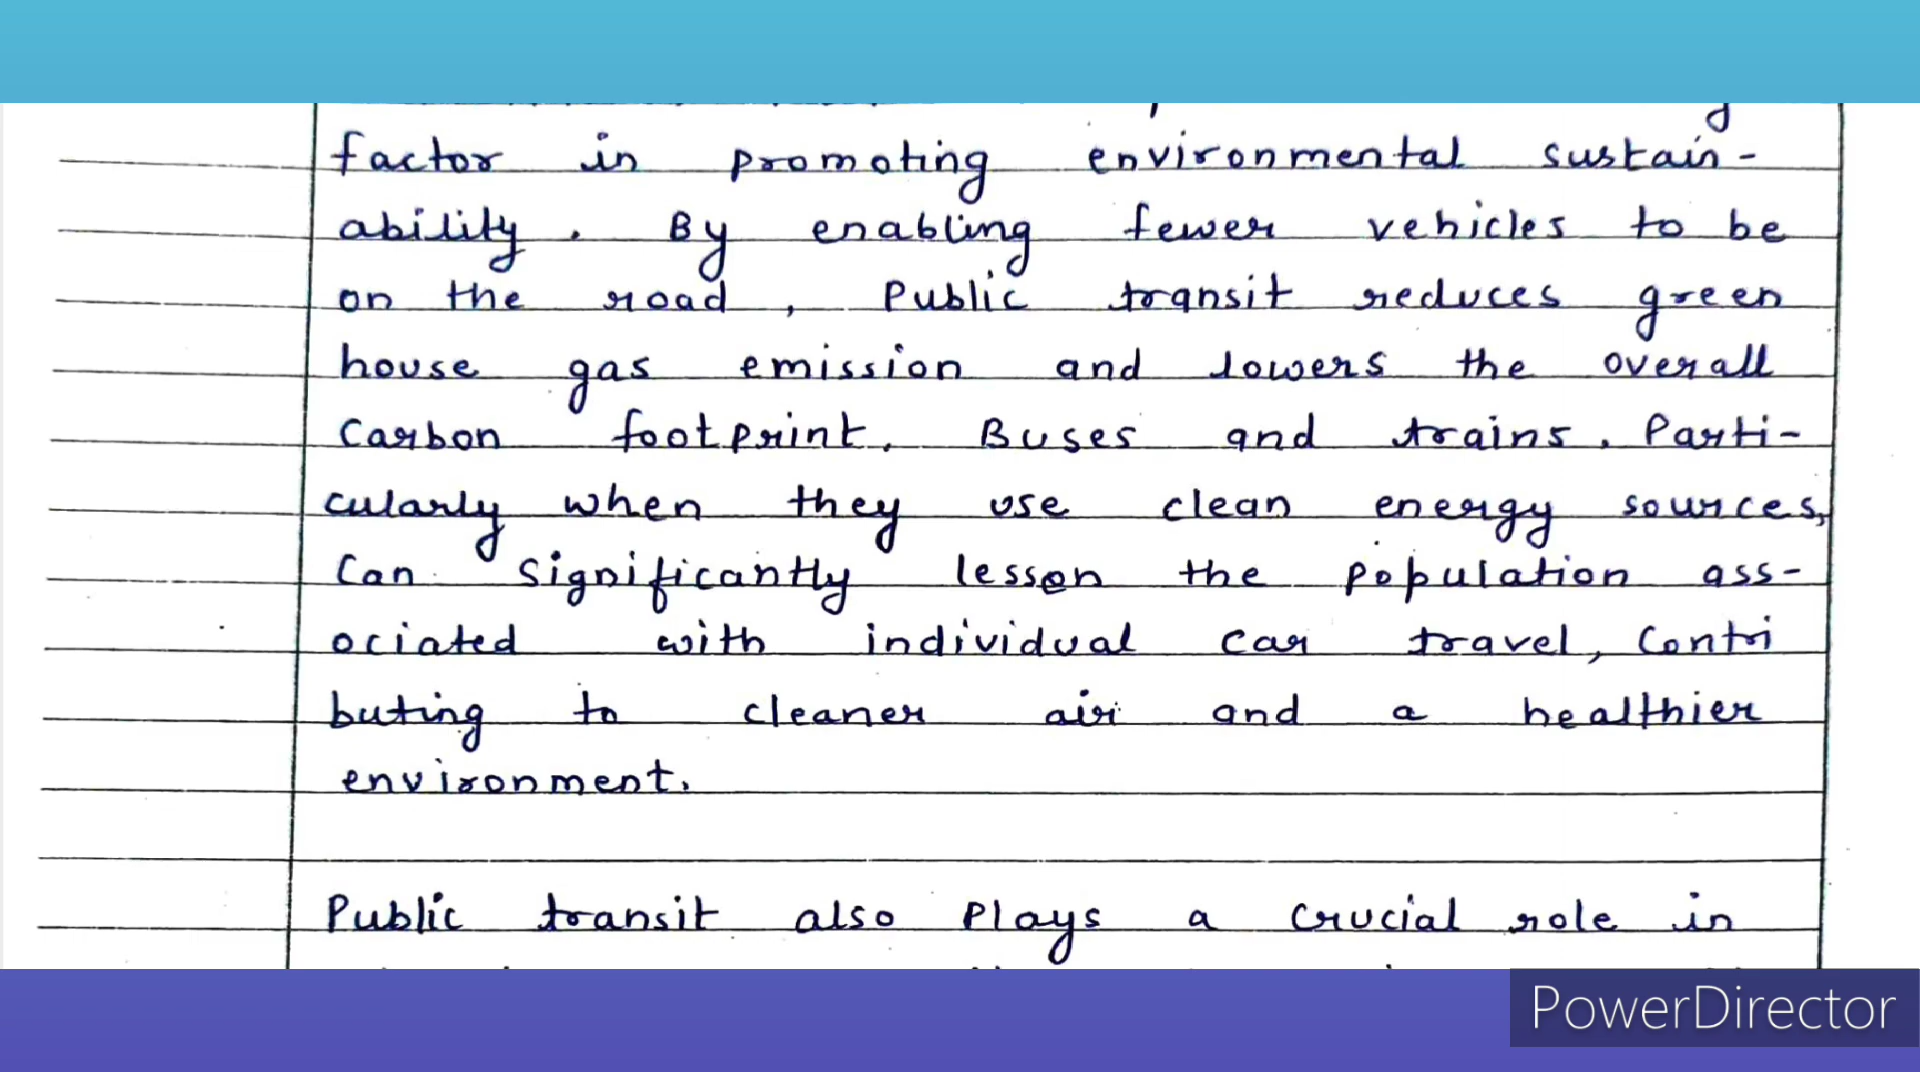 factor in promoting environmental sustain-
ability. By enabling fewer vehicles to be
on the road, Public transit reduces green
house gas emission and lowers the overall
Carbon footprint. Buses and trains. Parti-
cularly when they use clean energy sources,
Can significantly lesson the population ass-
ociated with individual car travel, Contri
buting to cleaner air and a healthier
environment.
Public transit also Plays a crucial role in
PowerDirector